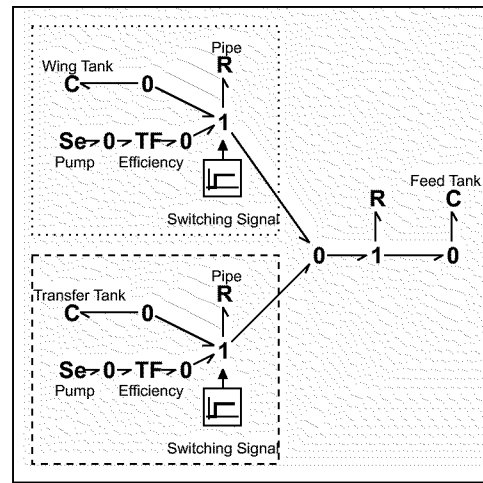 Pipe
R
Wing Tank
C 0
1
Se 0 TF 0
Pump Efficiency
Switching Signal
Feed Tank
R C
0 1 0
Pipe
R
Transfer Tank
C 0
1
Se 0 TF 0
Pump Efficiency
Switching Signal